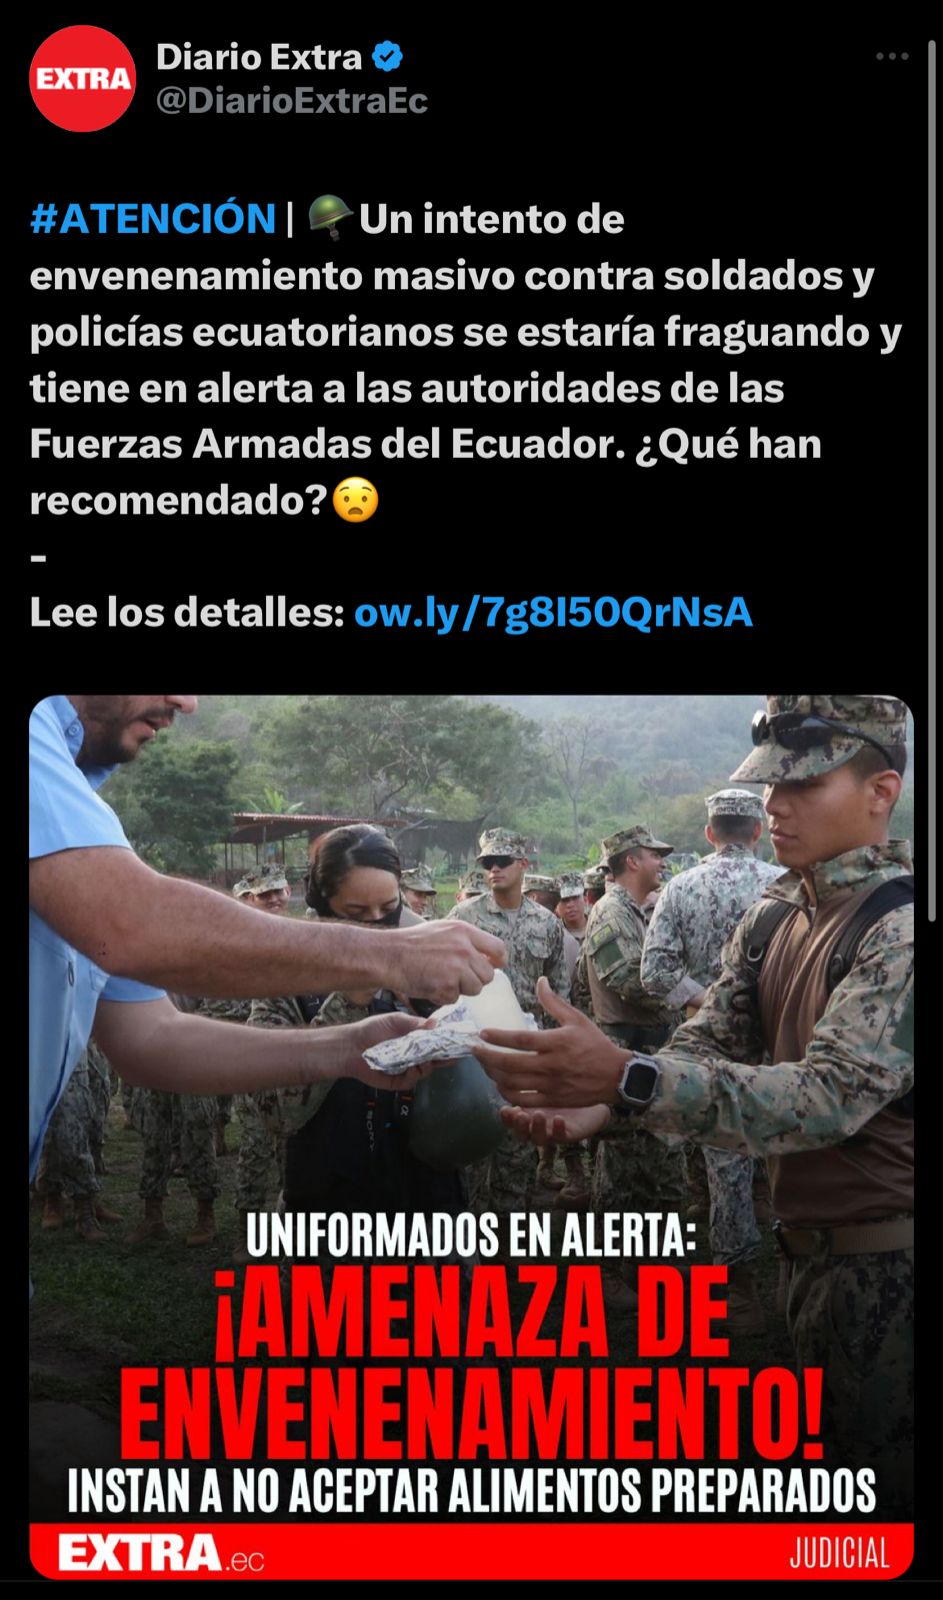 EXTRA
Diario Extra
@DiarioExtraEc
#ATENCIÓN | 🪖Un intento de
envenenamiento masivo contra soldados y
policías ecuatorianos se estaría fraguando y
tiene en alerta a las autoridades de las
Fuerzas Armadas del Ecuador. ¿Qué han
recomendado?😟
-
Lee los detalles: ow.ly/7g8I50QrNsA
SONY
α
UNIFORMADOS EN ALERTA:
¡AMENAZA DE
ENVENENAMIENTO!
INSTAN A NO ACEPTAR ALIMENTOS PREPARADOS
EXTRA.ec
JUDICIAL